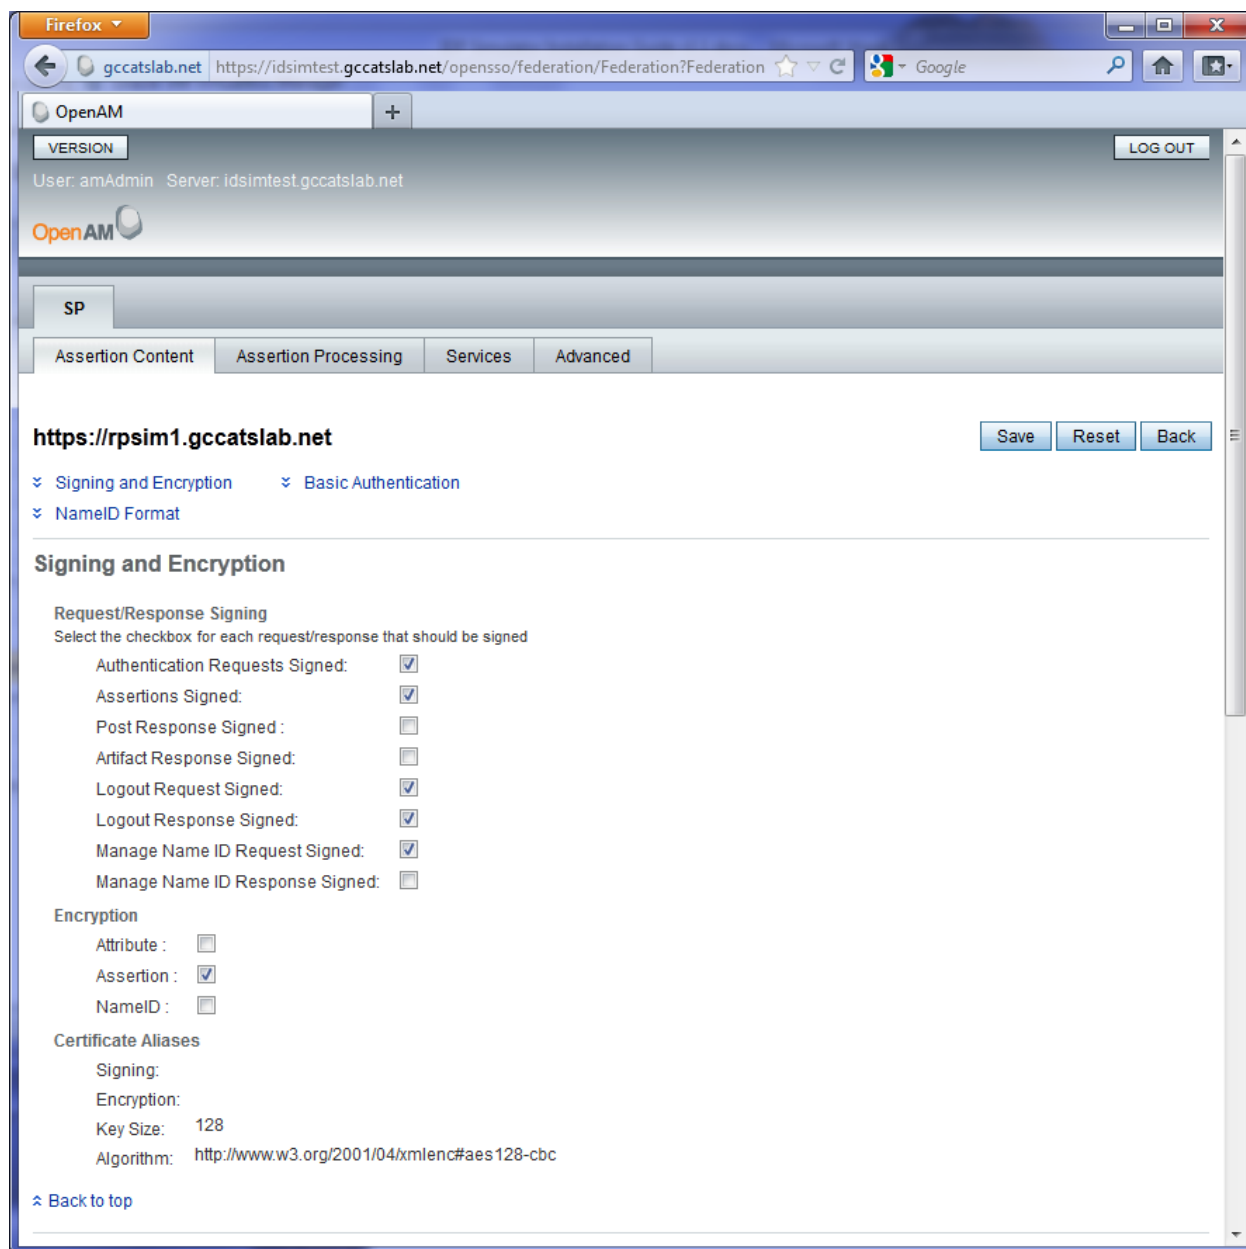 Firefox
gccatslab.net https://idsimtest.gccatslab.net/opensso/federation/Federation?Federation Google
OpenAM
VERSION LOG OUT
User: amAdmin Server: idsimtest.gccatslab.net
OpenAM
SP
Assertion Content Assertion Processing Services Advanced
https://rpsim1.gccatslab.net Save Reset Back
Signing and Encryption Basic Authentication
NameID Format
Signing and Encryption
Request/Response Signing
Select the checkbox for each request/response that should be signed
Authentication Requests Signed:
Assertions Signed:
Post Response Signed :
Artifact Response Signed:
Logout Request Signed:
Logout Response Signed:
Manage Name ID Request Signed:
Manage Name ID Response Signed:
Encryption
Attribute :
Assertion :
NameID :
Certificate Aliases
Signing:
Encryption:
Key Size: 128
Algorithm: http://www.w3.org/2001/04/xmlenc#aes128-cbc
Back to top